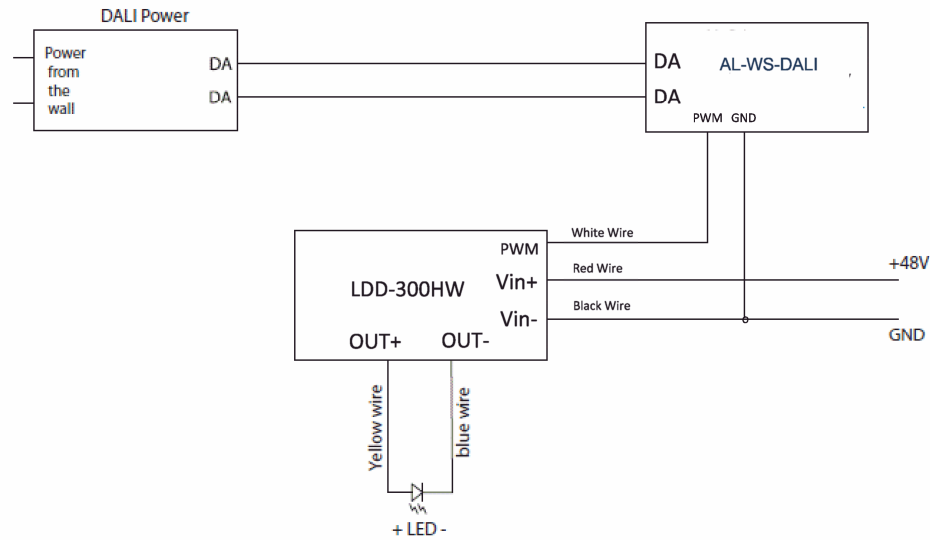 DALI Power
Power
from
the
wall
DA
DA
DA
DA
AL-WS-DALI
PWM GND
White Wire
PWM
+48V
Red Wire
Vin+
LDD-300HW
Black Wire
Vin-
GND
OUT+ OUT-
Yellow wire
blue wire
+ LED -